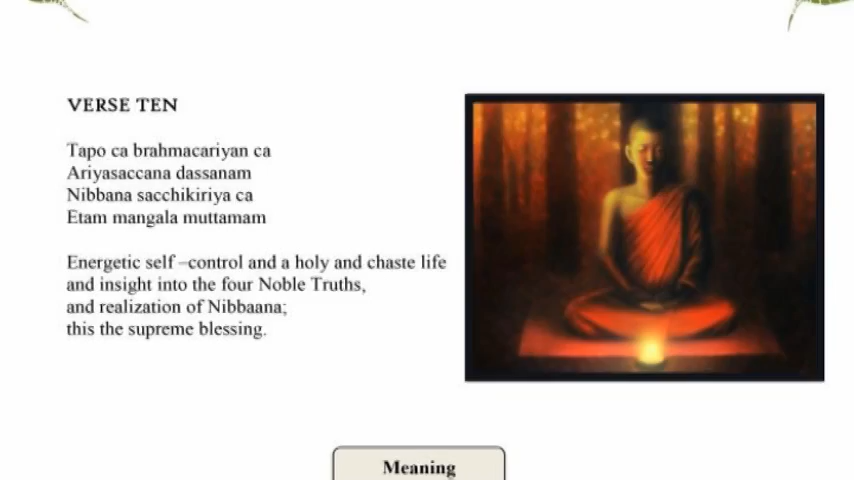 VERSE TEN
Tapo ca brahmacariyan ca
Ariyasaccana dassanam
Nibbana sacchikiriya ca
Etam mangala muttamam
Energetic self –control and a holy and chaste life
and insight into the four Noble Truths,
and realization of Nibbaana;
this the supreme blessing.
Meaning